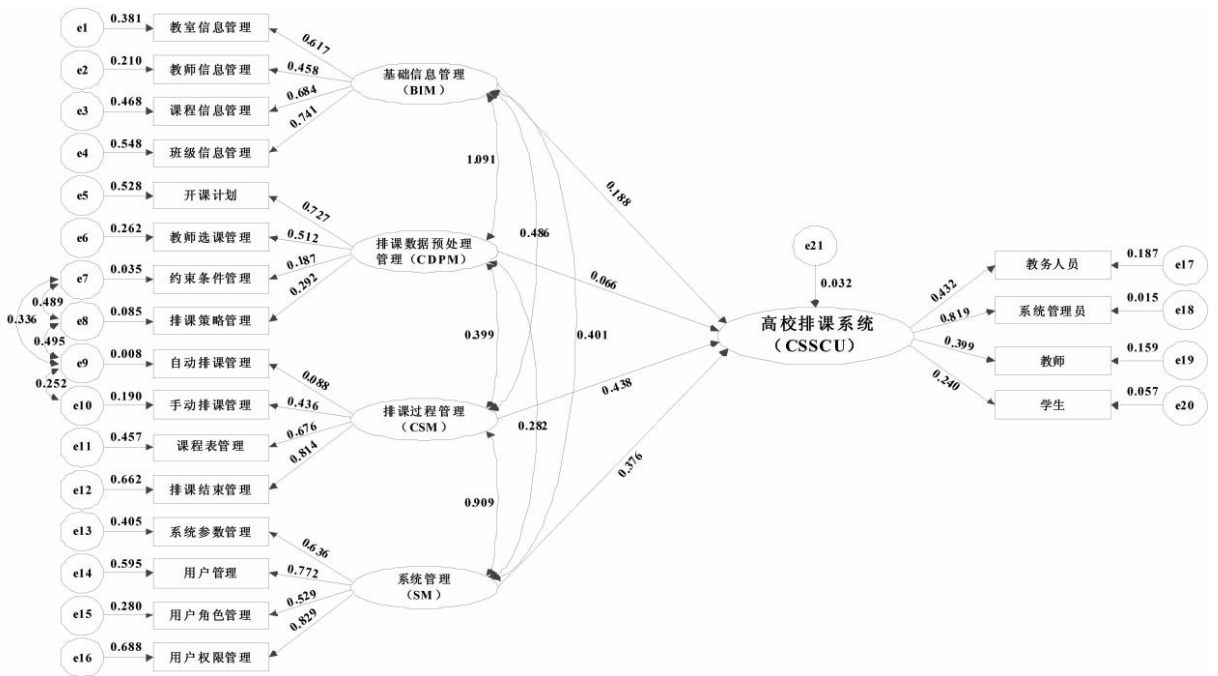 e1
0.381
教室信息管理
0.617
e2
0.210
教师信息管理
0.458
e3
0.468
课程信息管理
0.684
e4
0.548
班级信息管理
0.741
基础信息管理
(BIM)
e5
0.528
开课计划
0.727
e6
0.262
教师选课管理
0.512
e7
0.035
约束条件管理
0.187
e8
0.085
排课策略管理
0.292
排课数据预处理
管理(CDPM)
0.489
0.336
0.495
0.252
e9
0.008
自动排课管理
0.088
e10
0.190
手动排课管理
0.436
e11
0.457
课程表管理
0.676
e12
0.662
排课结束管理
0.814
排课过程管理
(CSM)
e13
0.405
系统参数管理
0.636
e14
0.595
用户管理
0.772
e15
0.280
用户角色管理
0.529
e16
0.688
用户权限管理
0.829
系统管理
(SM)
1.091
0.486
0.399
0.401
0.282
0.909
0.188
0.066
0.438
0.376
e21
0.032
高校排课系统
(CSSCU)
0.432
教务人员
0.187
e17
0.819
系统管理员
0.015
e18
0.399
教师
0.159
e19
0.240
学生
0.057
e20